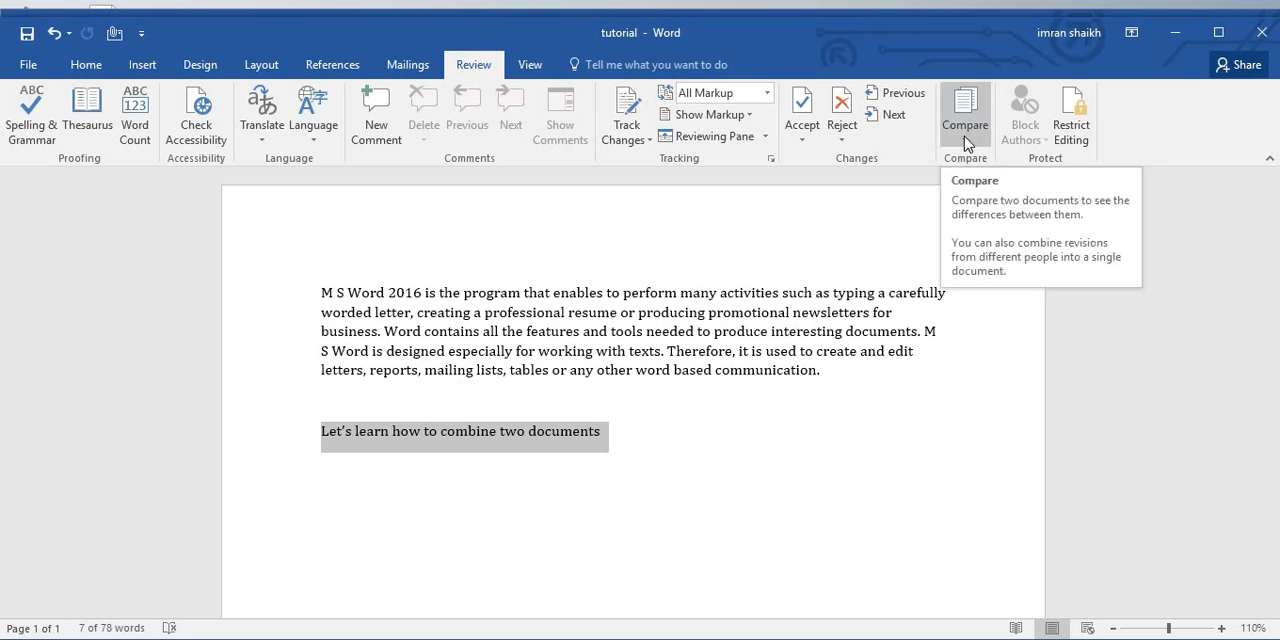 tutorial - Word
imran shaikh
File Home Insert Design Layout References Mailings Review View Tell me what you want to do Share
ABC
Spelling &
Grammar
Thesaurus
ABC
123
Word
Count
Proofing
Check
Accessibility
Accessibility
Translate
Language
Language
New
Comment
Delete
Previous
Next
Show
Comments
Comments
Track
Changes
All Markup
Show Markup
Reviewing Pane
Tracking
Accept
Reject
Previous
Next
Changes
Compare
Compare
Block
Authors
Restrict
Editing
Protect
Compare
Compare two documents to see the
differences between them.
You can also combine revisions
from different people into a single
document.
M S Word 2016 is the program that enables to perform many activities such as typing a carefully
worded letter, creating a professional resume or producing promotional newsletters for
business. Word contains all the features and tools needed to produce interesting documents. M
S Word is designed especially for working with texts. Therefore, it is used to create and edit
letters, reports, mailing lists, tables or any other word based communication.
Let's learn how to combine two documents
Page 1 of 1 7 of 78 words
110%